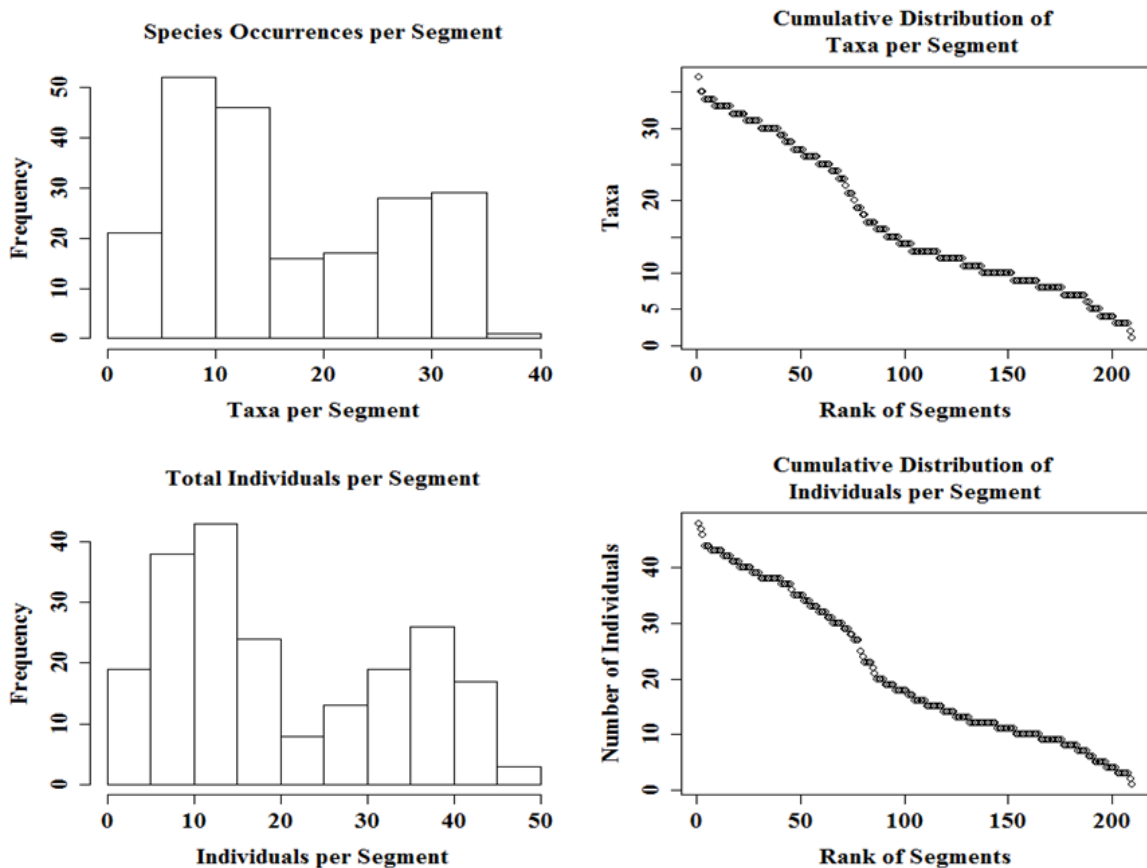 Species Occurrences per Segment
Frequency
50
40
30
20
10
0
0 10 20 30 40
Taxa per Segment
Cumulative Distribution of
Taxa per Segment
Taxa
30
20
10
5
0
0 50 100 150 200
Rank of Segments
Total Individuals per Segment
Frequency
40
30
20
10
0
0 10 20 30 40 50
Individuals per Segment
Cumulative Distribution of
Individuals per Segment
Number of Individuals
40
30
20
10
0
0 50 100 150 200
Rank of Segments